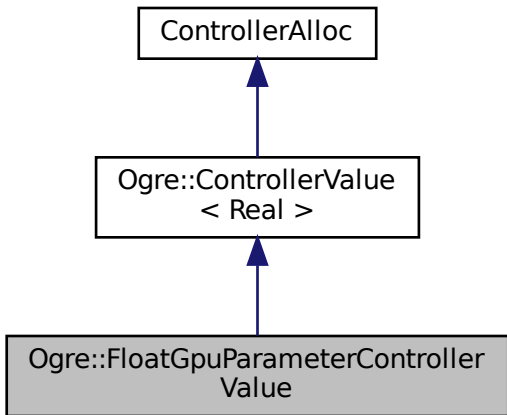 ControllerAlloc
Ogre::ControllerValue
< Real >
Ogre::FloatGpuParameterController
Value